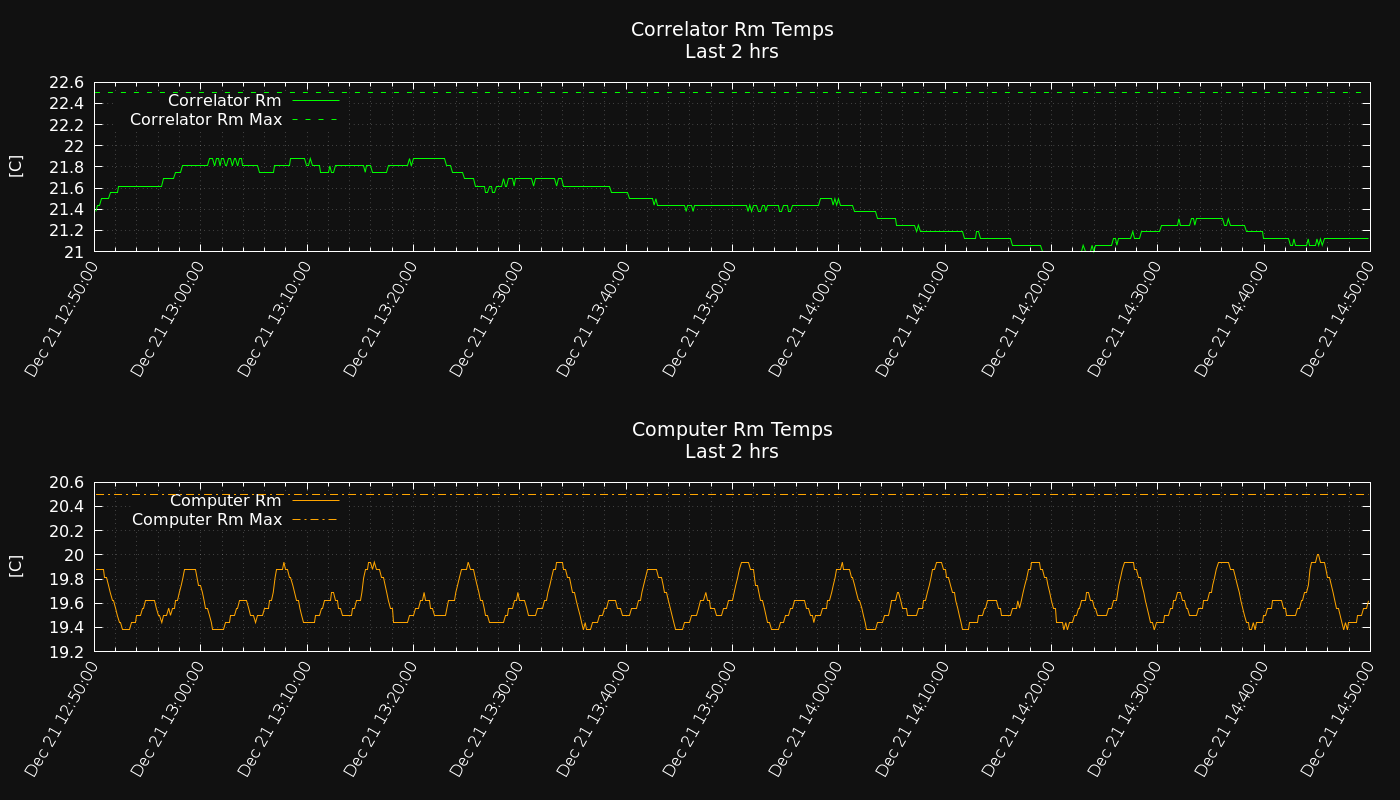 Correlator Rm Temps
Last 2 hrs
22.6
22.4
22.2
22
21.8
21.6
21.4
21.2
21
[C]
Correlator Rm
Correlator Rm Max
Dec 21 12:50:00
Dec 21 13:00:00
Dec 21 13:10:00
Dec 21 13:20:00
Dec 21 13:30:00
Dec 21 13:40:00
Dec 21 13:50:00
Dec 21 14:00:00
Dec 21 14:10:00
Dec 21 14:20:00
Dec 21 14:30:00
Dec 21 14:40:00
Dec 21 14:50:00
Computer Rm Temps
Last 2 hrs
20.6
20.4
20.2
20
19.8
19.6
19.4
19.2
[C]
Computer Rm
Computer Rm Max
Dec 21 12:50:00
Dec 21 13:00:00
Dec 21 13:10:00
Dec 21 13:20:00
Dec 21 13:30:00
Dec 21 13:40:00
Dec 21 13:50:00
Dec 21 14:00:00
Dec 21 14:10:00
Dec 21 14:20:00
Dec 21 14:30:00
Dec 21 14:40:00
Dec 21 14:50:00